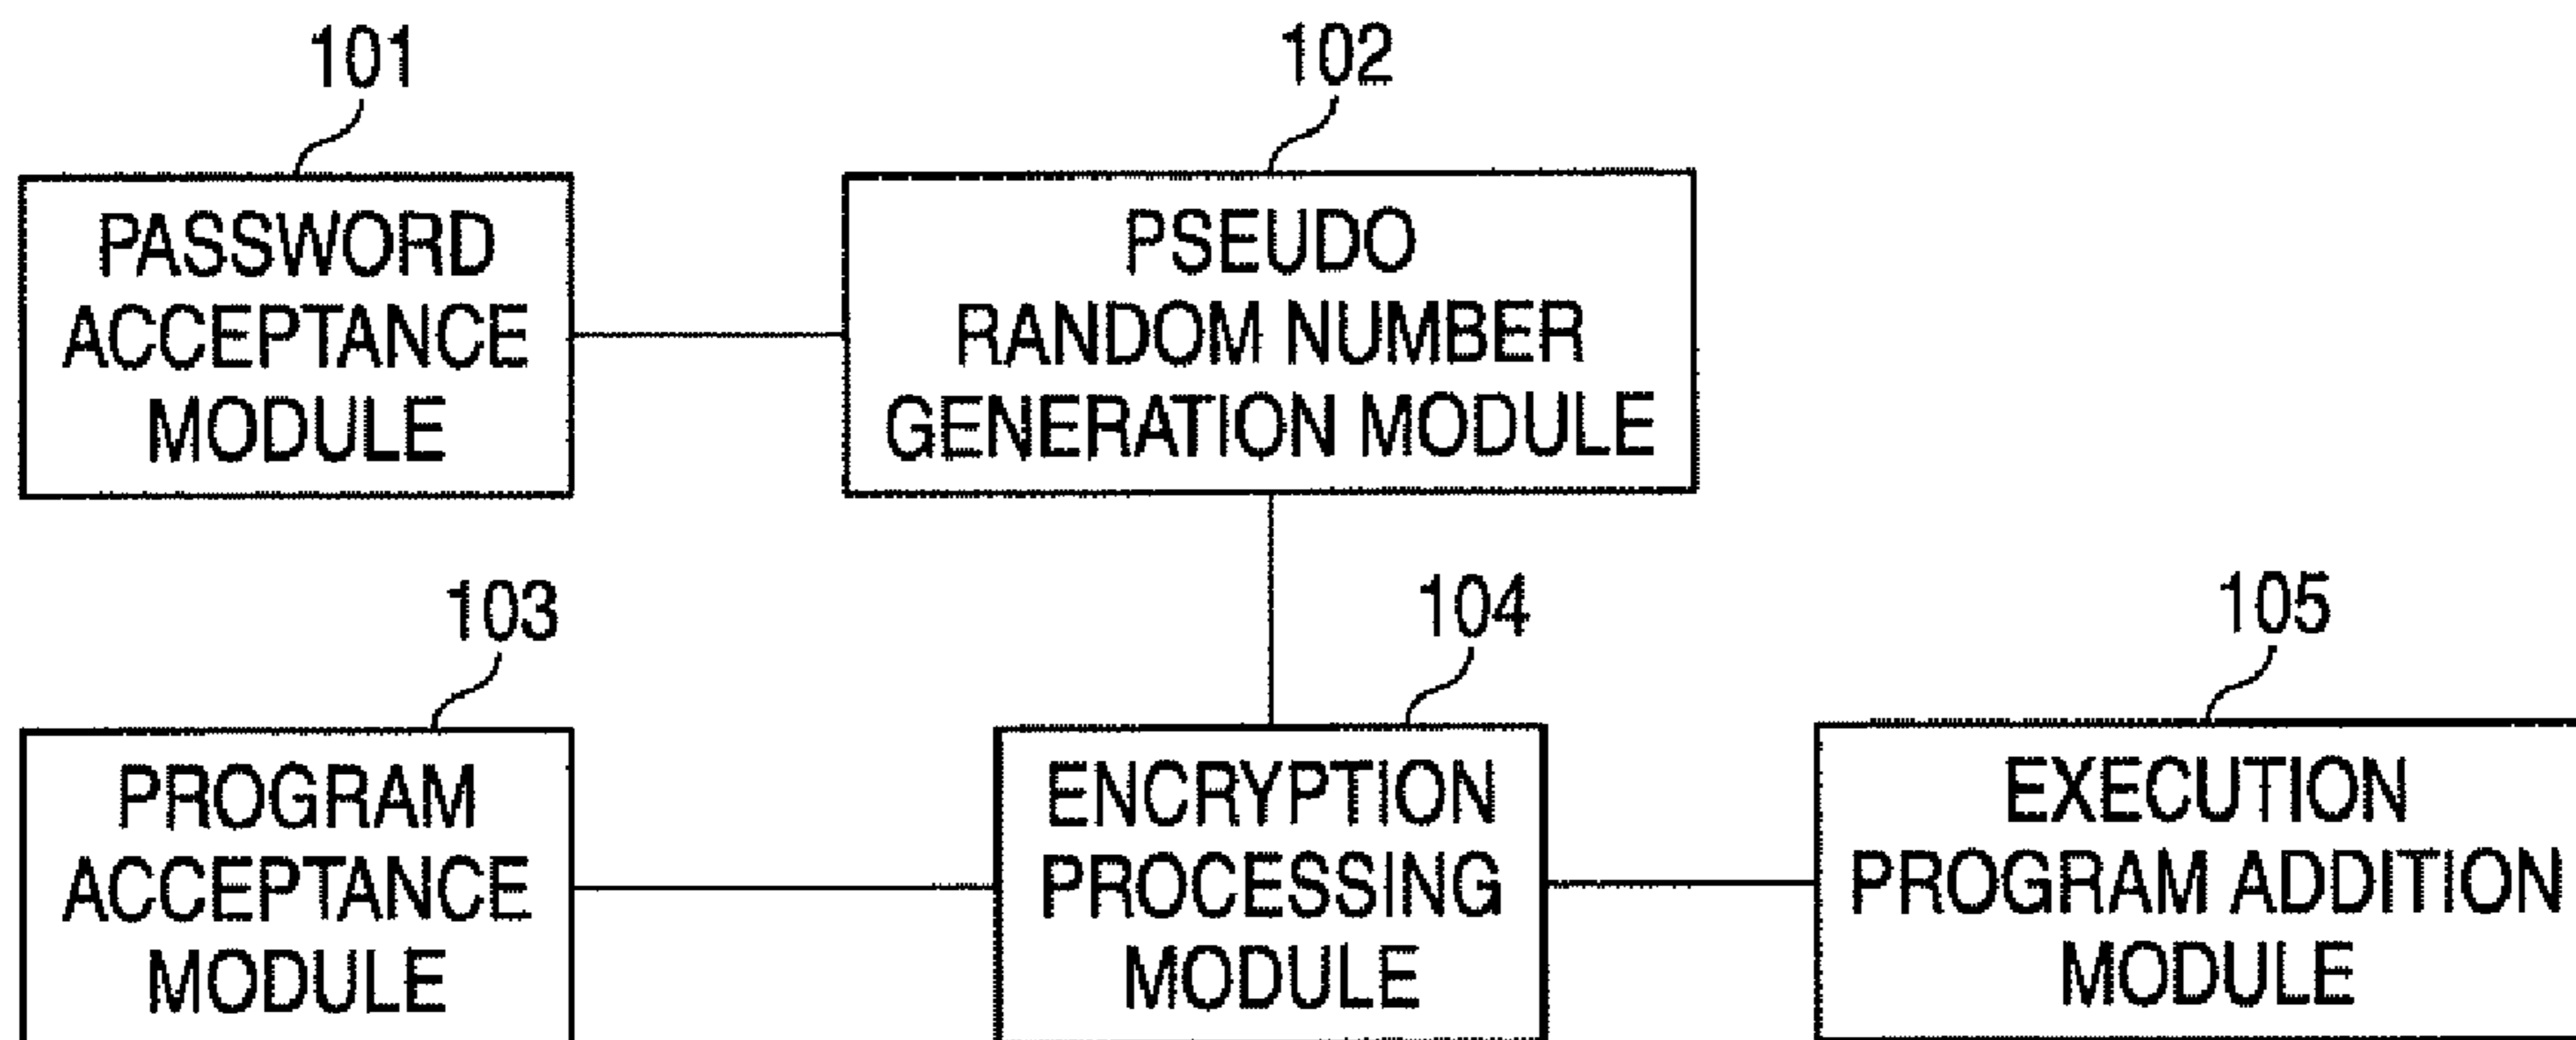 101
PASSWORD
ACCEPTANCE
MODULE
102
PSEUDO
RANDOM NUMBER
GENERATION MODULE
103
PROGRAM
ACCEPTANCE
MODULE
104
ENCRYPTION
PROCESSING
MODULE
105
EXECUTION
PROGRAM ADDITION
MODULE